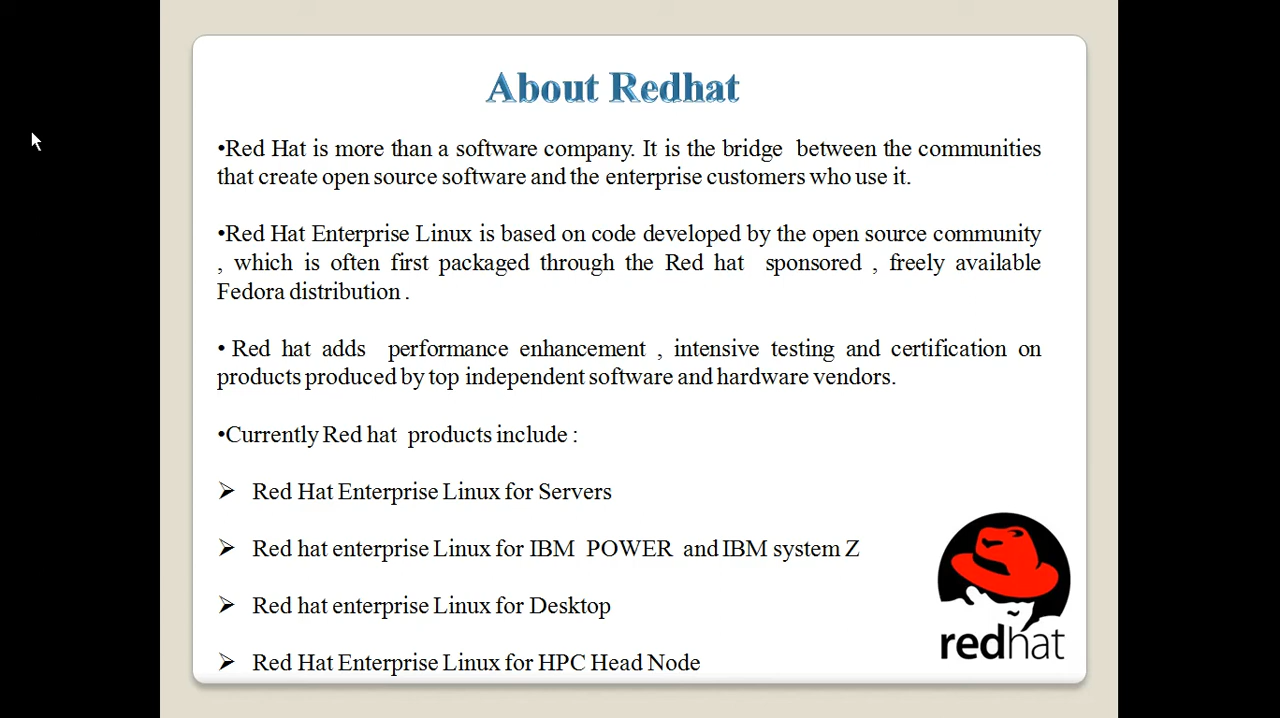 About Redhat
•Red Hat is more than a software company. It is the bridge between the communities
that create open source software and the enterprise customers who use it.
•Red Hat Enterprise Linux is based on code developed by the open source community
, which is often first packaged through the Red hat sponsored , freely available
Fedora distribution .
• Red hat adds performance enhancement , intensive testing and certification on
products produced by top independent software and hardware vendors.
•Currently Red hat products include :
➢ Red Hat Enterprise Linux for Servers
➢ Red hat enterprise Linux for IBM POWER and IBM system Z
➢ Red hat enterprise Linux for Desktop
➢ Red Hat Enterprise Linux for HPC Head Node
redhat